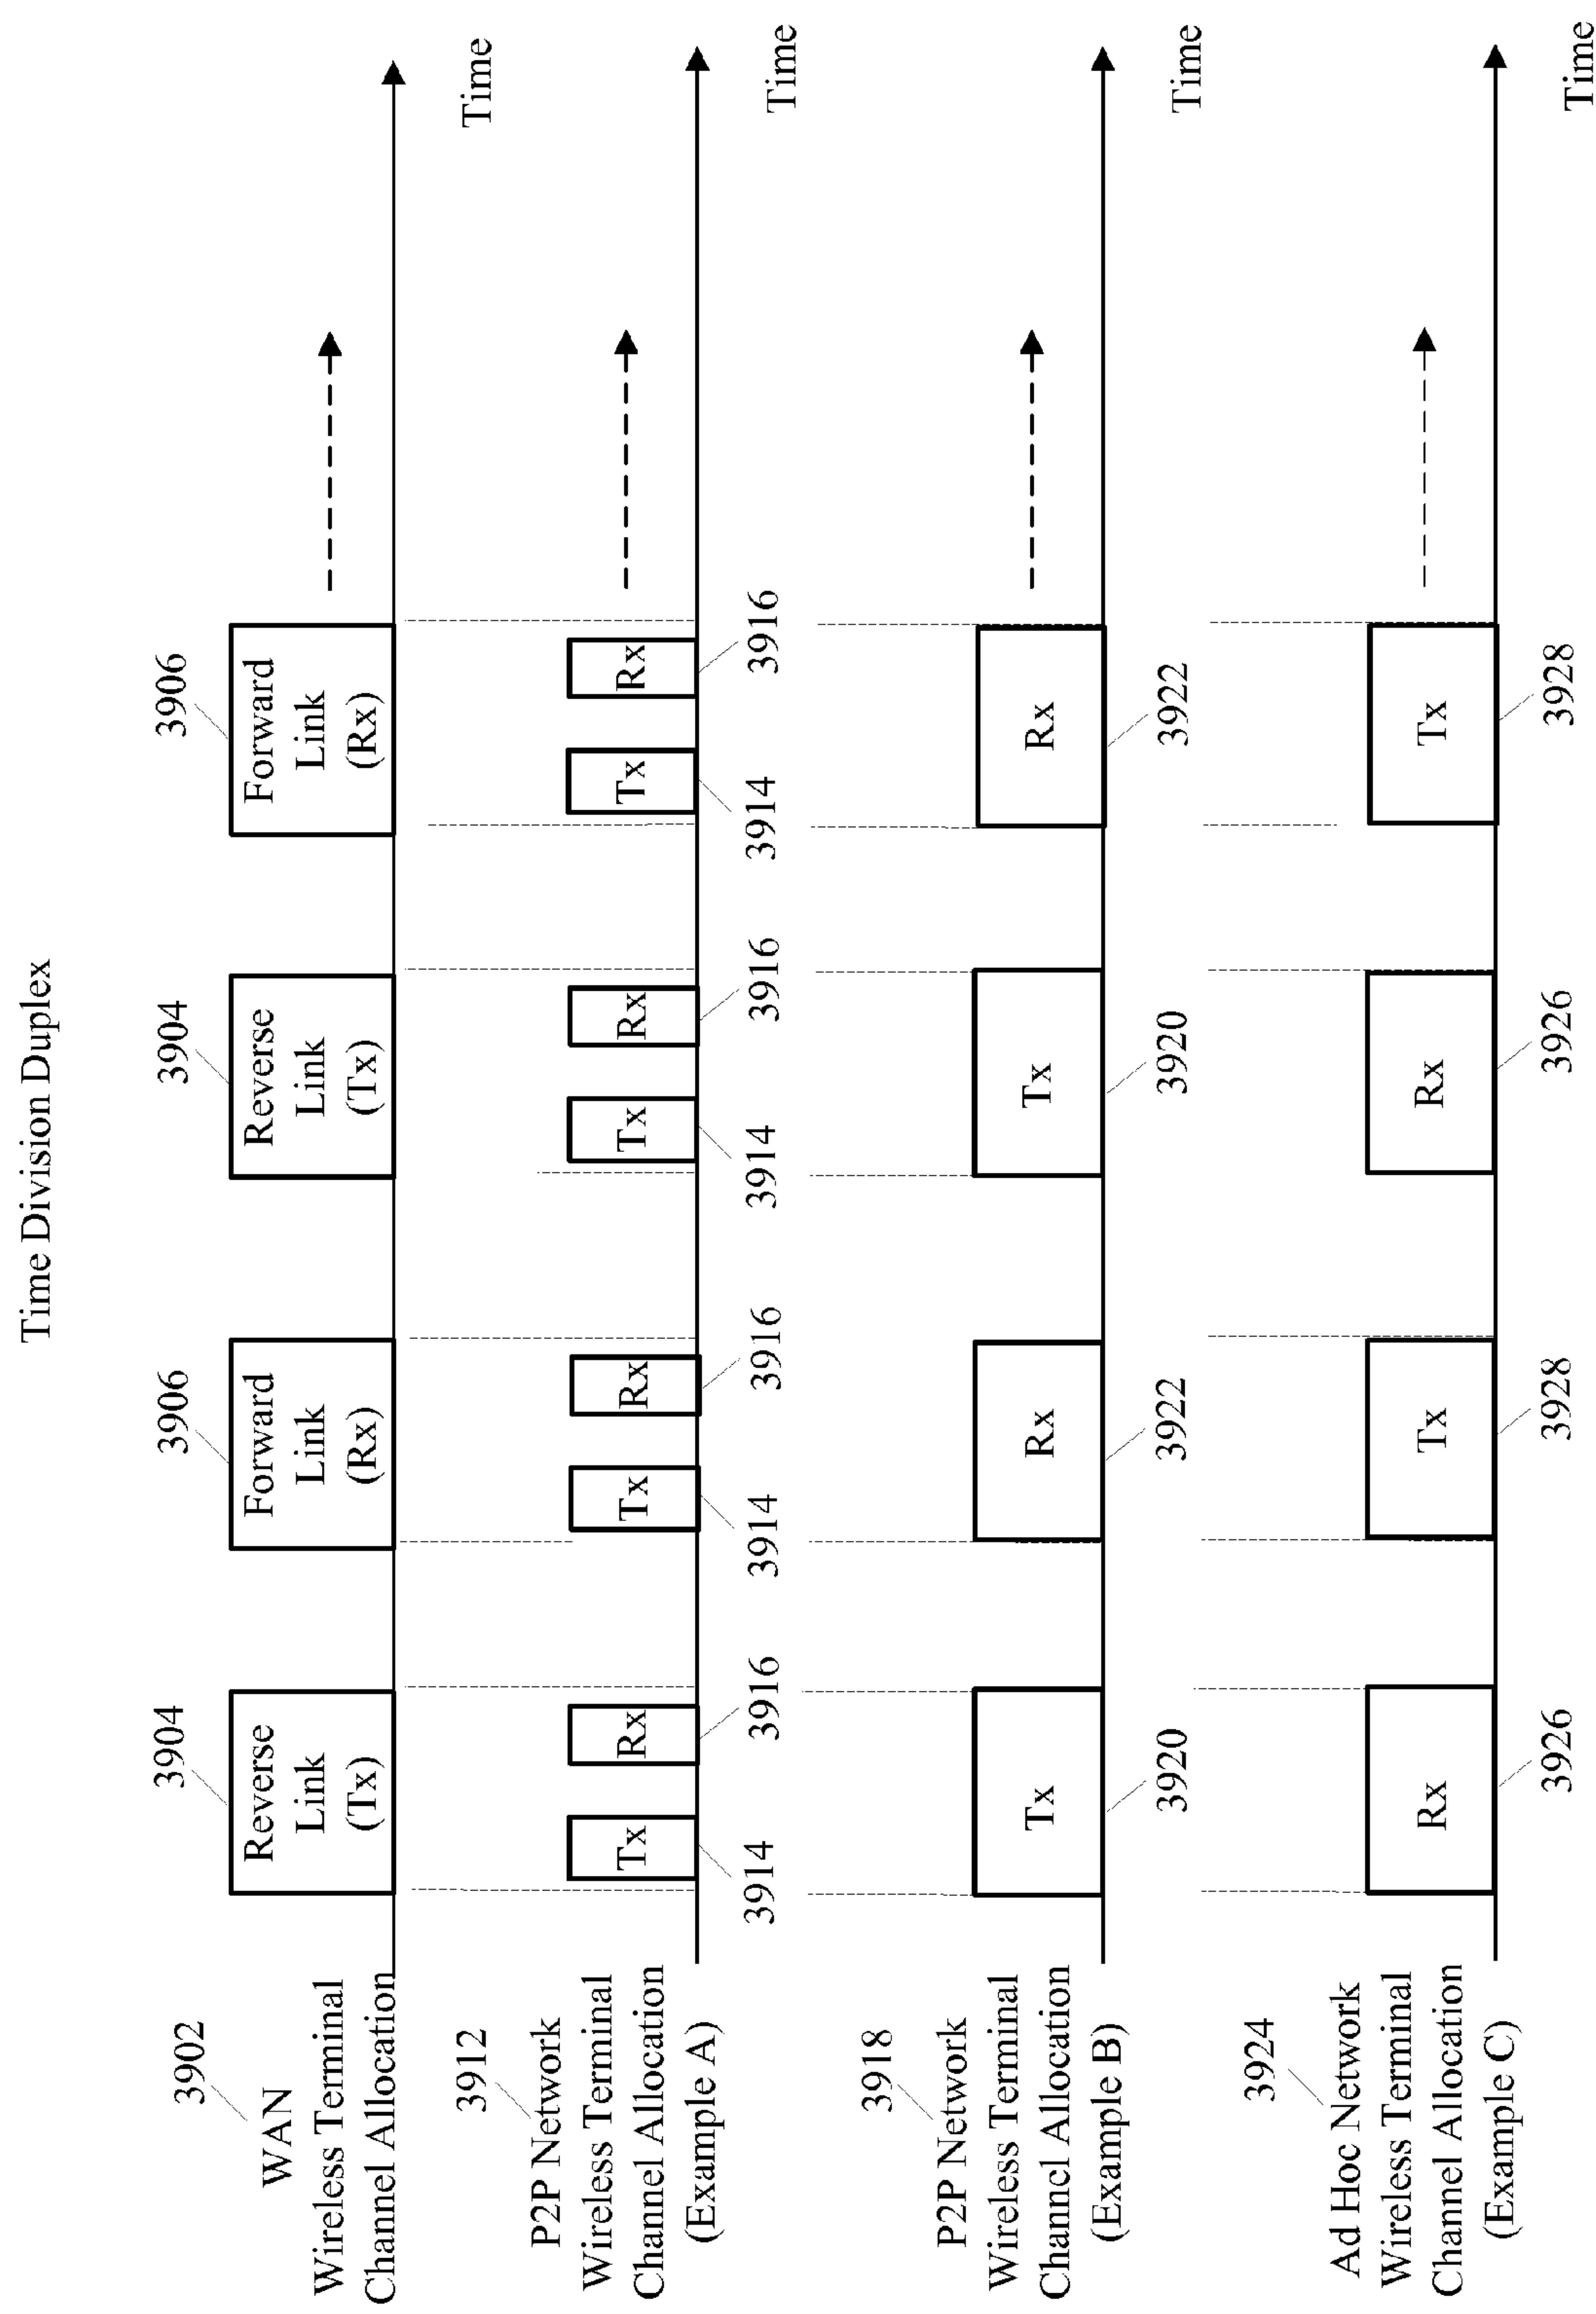 Time Division Duplex
3902
WAN
Wireless Terminal
Channel Allocation
3904
Reverse
Link
(Tx)
3906
Forward
Link
(Rx)
3904
Reverse
Link
(Tx)
3906
Forward
Link
(Rx)
Time
3912
P2P Network
Wireless Terminal
Channel Allocation
(Example A)
Tx
Rx
Tx
Rx
Tx
Rx
Tx
Rx
3914
3916
3914
3916
3914
3916
3914
3916
Time
3918
P2P Network
Wireless Terminal
Channel Allocation
(Example B)
Tx
Rx
Tx
Rx
3920
3922
3920
3922
Time
3924
Ad Hoc Network
Wireless Terminal
Channel Allocation
(Example C)
Rx
Tx
Rx
Tx
3926
3928
3926
3928
Time